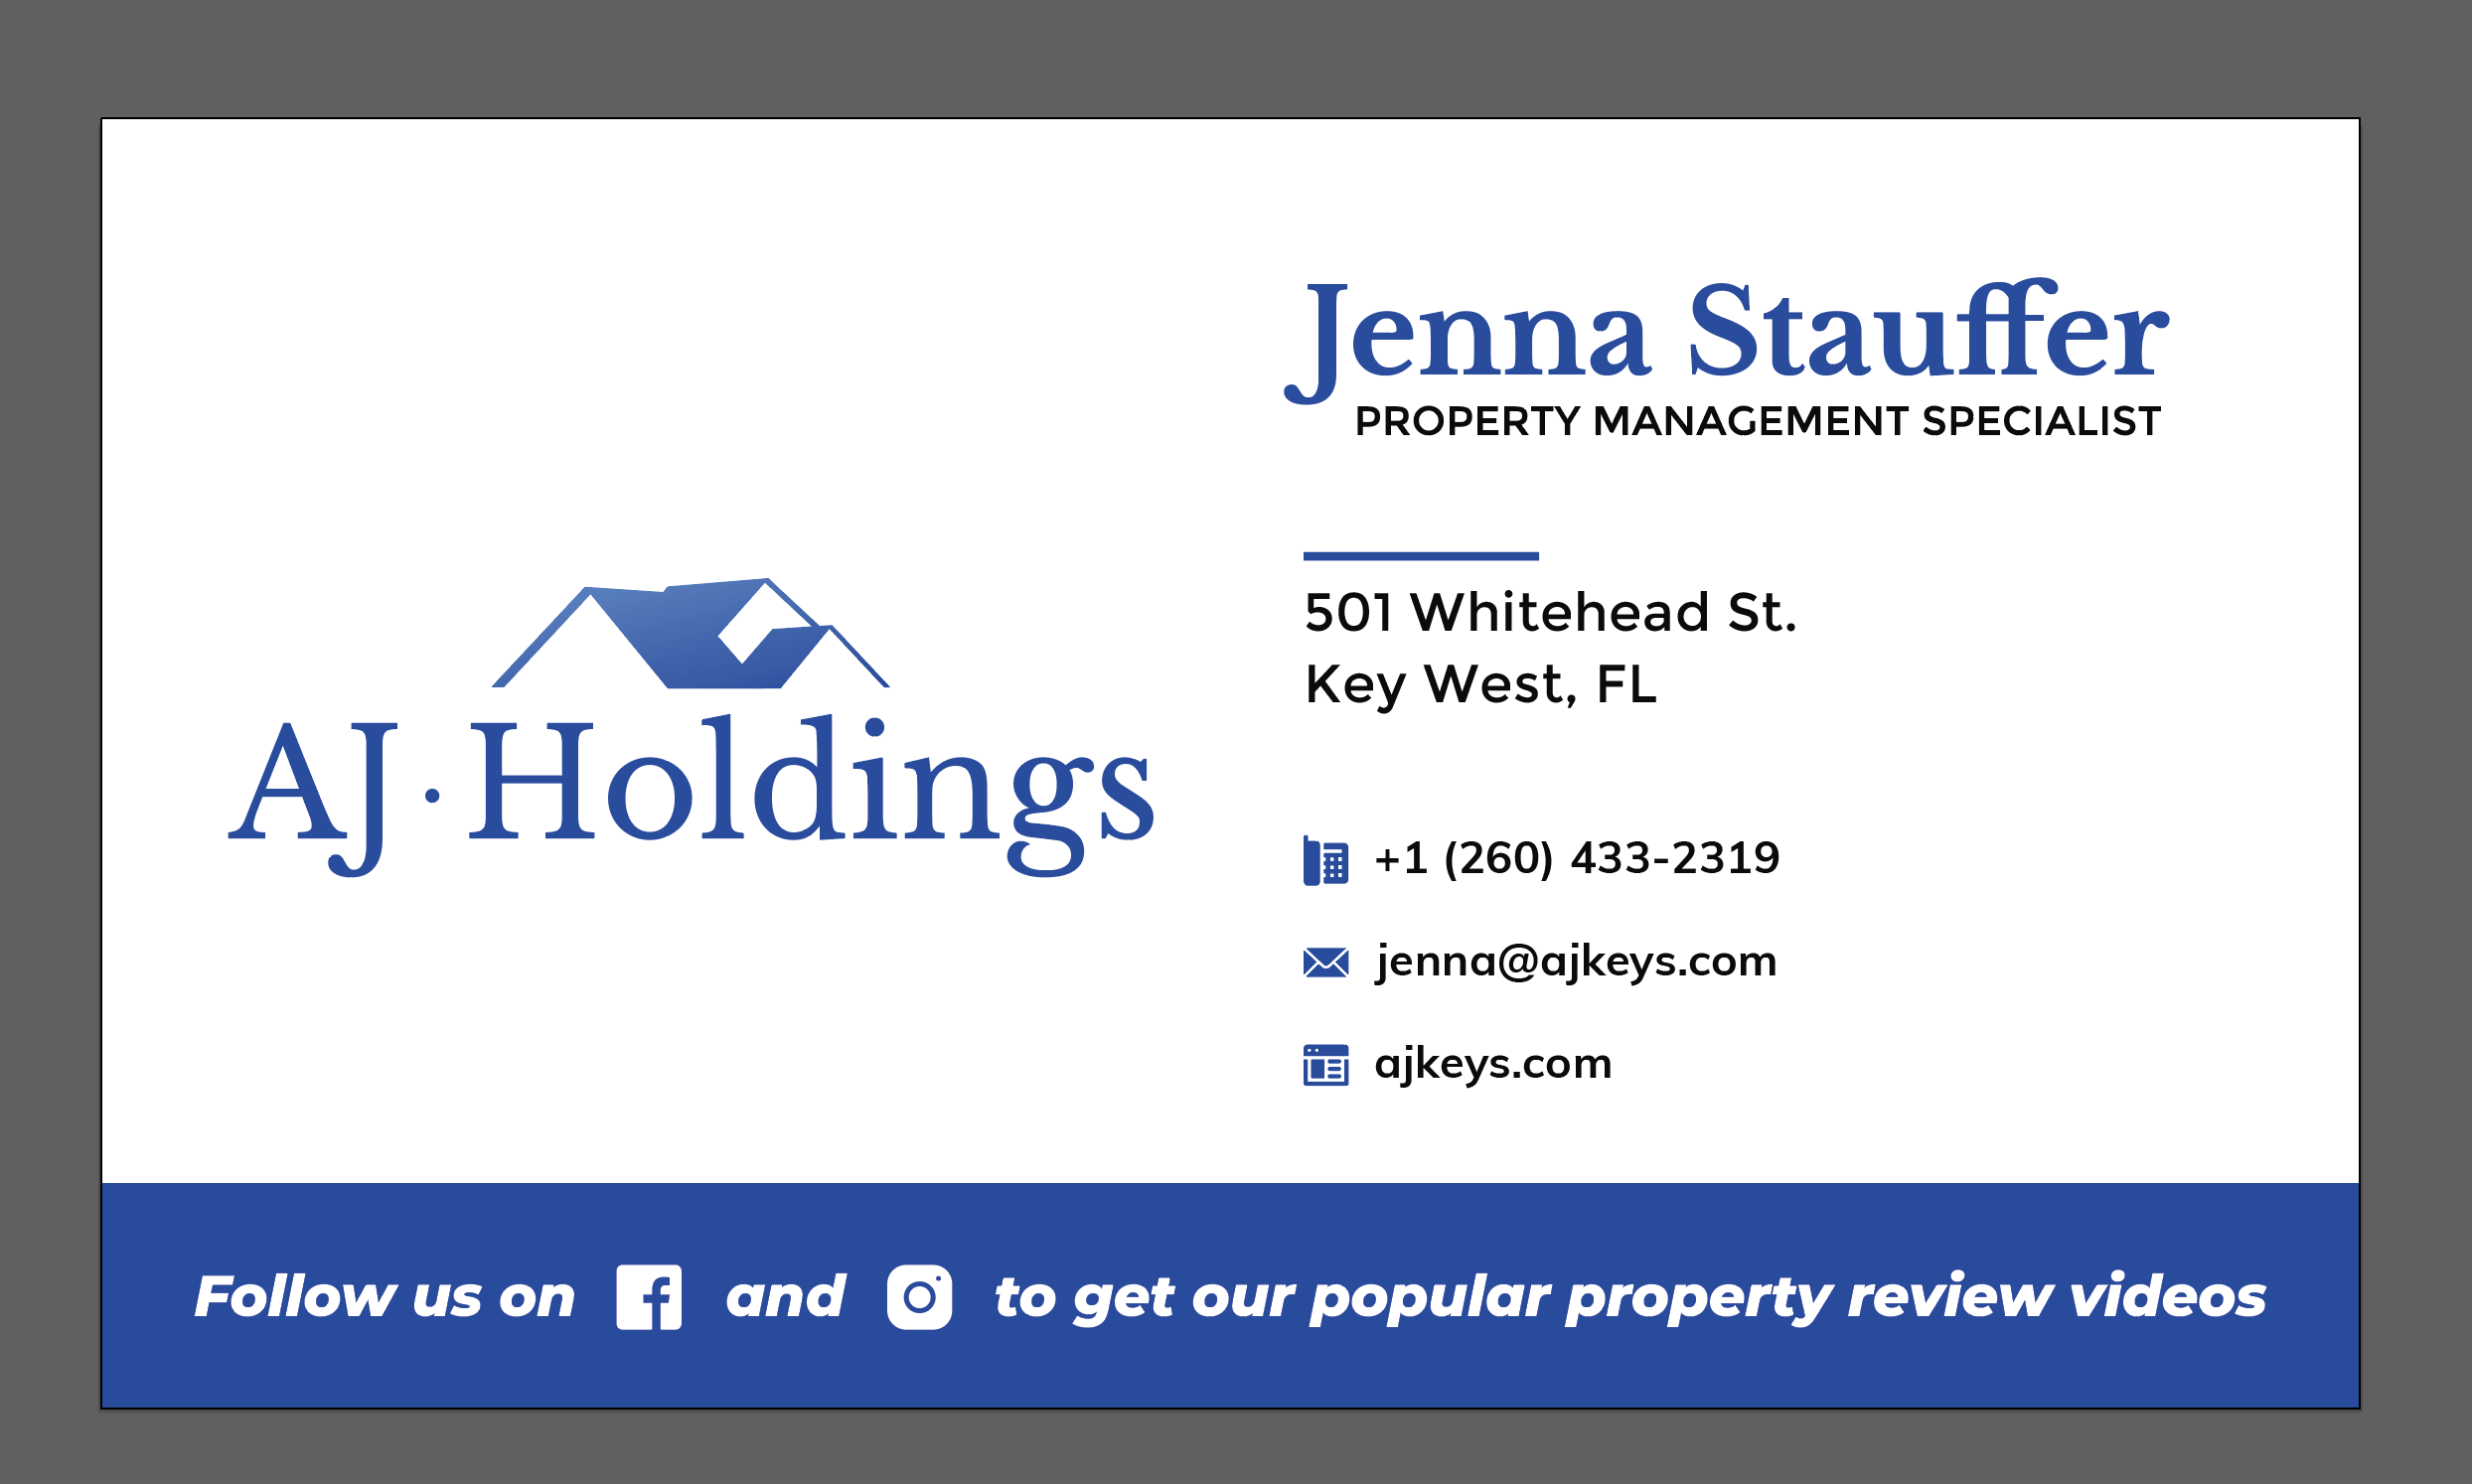 Jenna Stauffer
PROPERTY MANAGEMENT SPECIALIST
501 Whitehead St.
Key West, FL
AJ · Holdings
+1 (260) 433-2319
jenna@ajkeys.com
ajkeys.com
Follow us on f and to get our popular property review videos